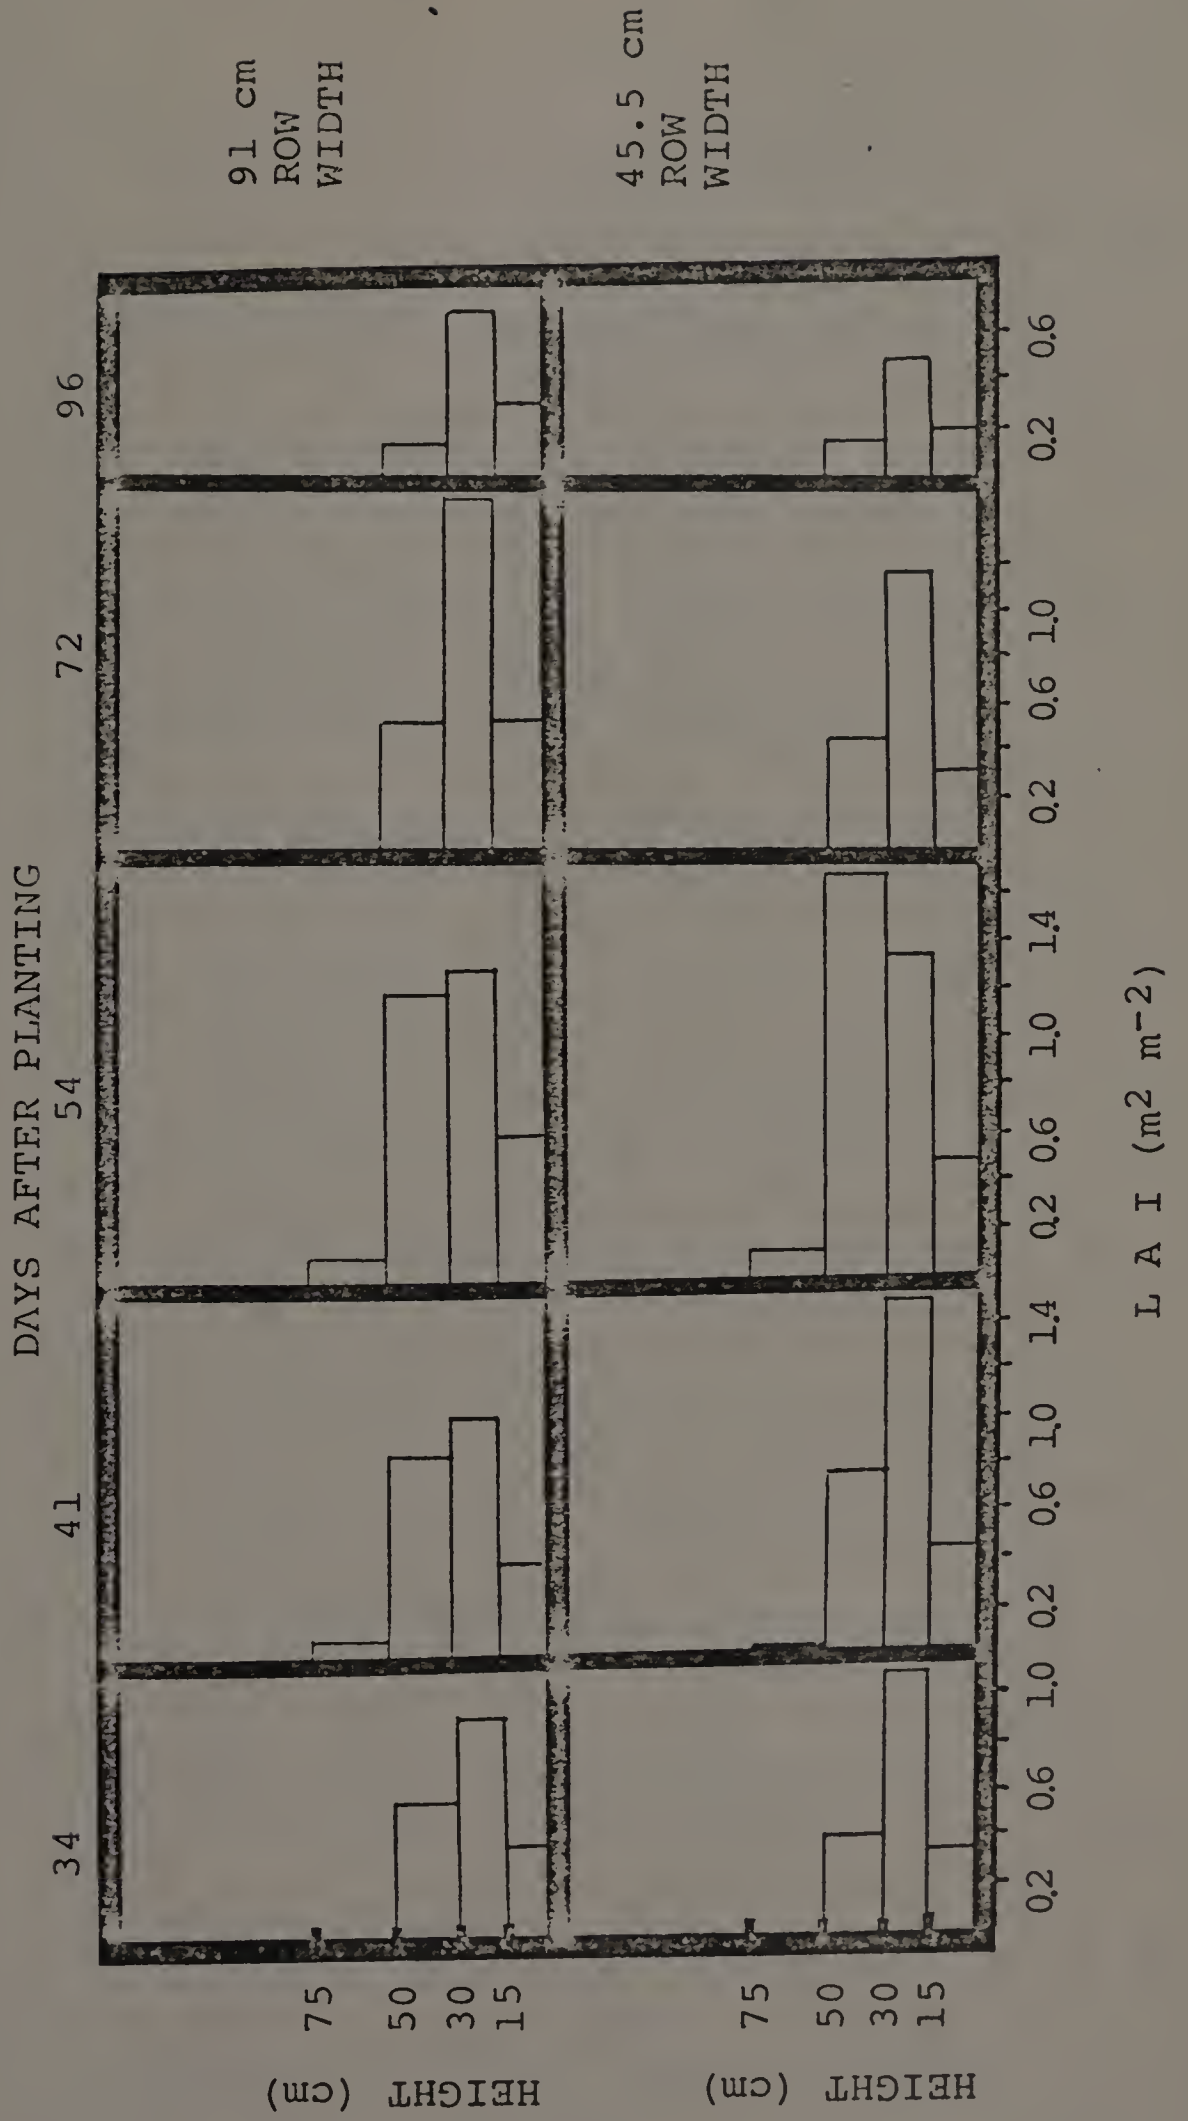 DAYS AFTER PLANTING
34 41 54 72 96
91 cm
ROW
WIDTH
45.5 cm
ROW
WIDTH
HEIGHT
(cm)
75
50
30
15
HEIGHT
(cm)
75
50
30
15
0.2 0.6 1.0 0.2 0.6 1.0 1.4 0.2 0.6 1.0 1.4 0.2 0.6 1.0 0.2 0.6
L A I (m2 m-2)